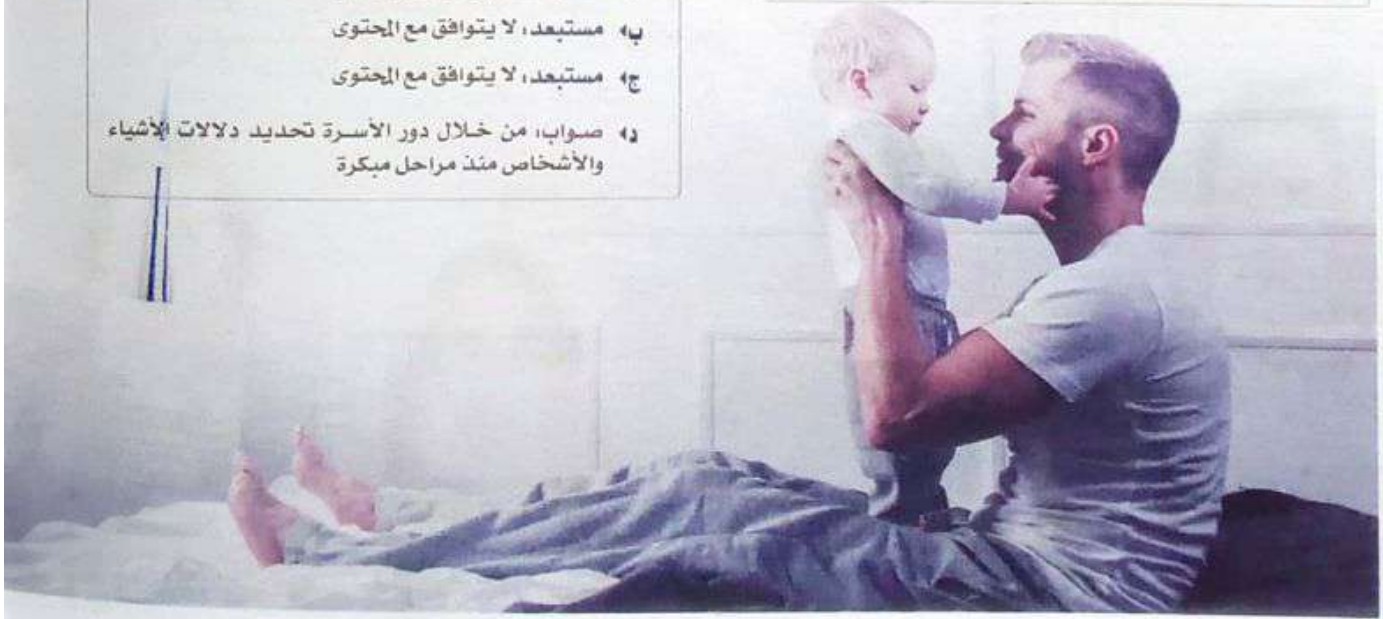 ب) مستبعد، لا يتوافق مع المحتوى
ج) مستبعد، لا يتوافق مع المحتوى
د) صواب، من خلال دور الأسرة تحديد دلالات الأشياء
والأشخاص منذ مراحل مبكرة